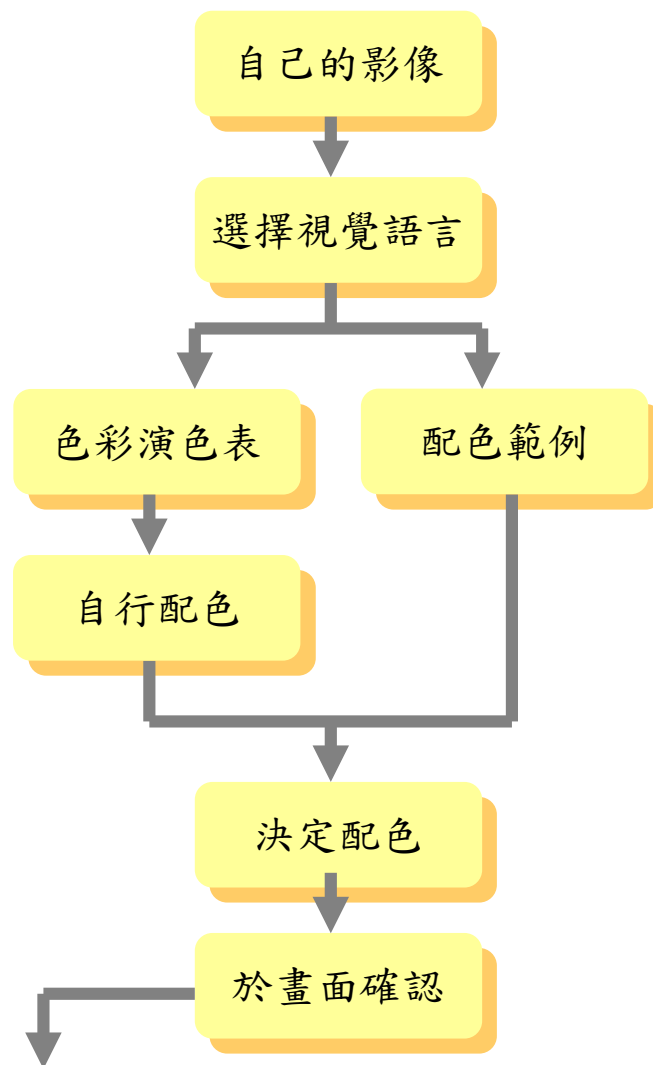 自己的影像
選擇視覺語言
色彩演色表
配色範例
自行配色
決定配色
於畫面確認